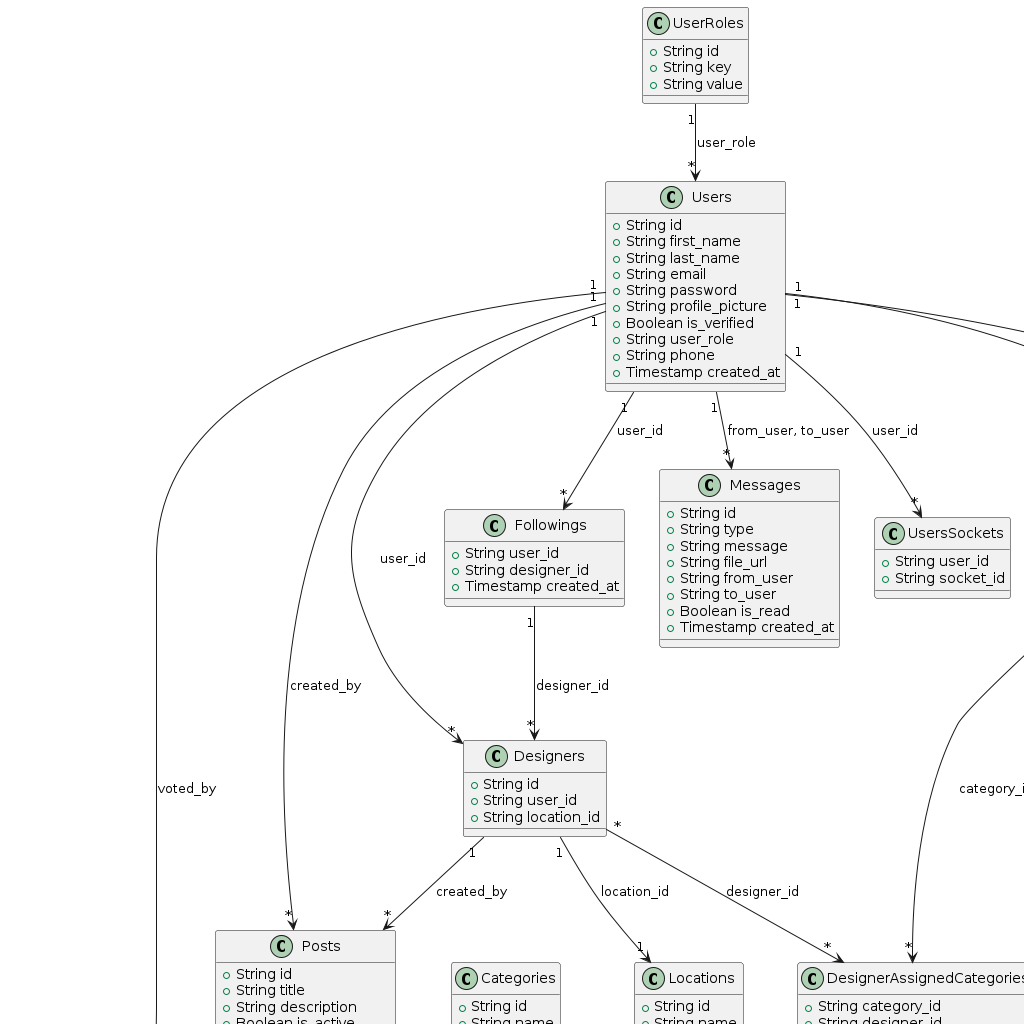 C UserRoles
String id
String key
String value
1
user_role
*
C Users
String id
String first_name
String last_name
String email
String password
String profile_picture
Boolean is_verified
String user_role
String phone
Timestamp created_at
1
1
1
1
1
1
1
user_id
*
1
from_user, to_user
*
user_id
*
C Followings
String user_id
String designer_id
Timestamp created_at
C Messages
String id
String type
String message
String file_url
String from_user
String to_user
Boolean is_read
Timestamp created_at
C UsersSockets
String user_id
String socket_id
user_id
*
1
designer_id
*
created_by
*
voted_by
C Designers
String id
String user_id
String location_id
1
created_by
*
1
location_id
1
*
designer_id
*
*
C Posts
String id
String title
String description
Boolean is_active
C Categories
String id
String name
C Locations
String id
String name
C DesignerAssignedCategories
String category_id
String designer_id